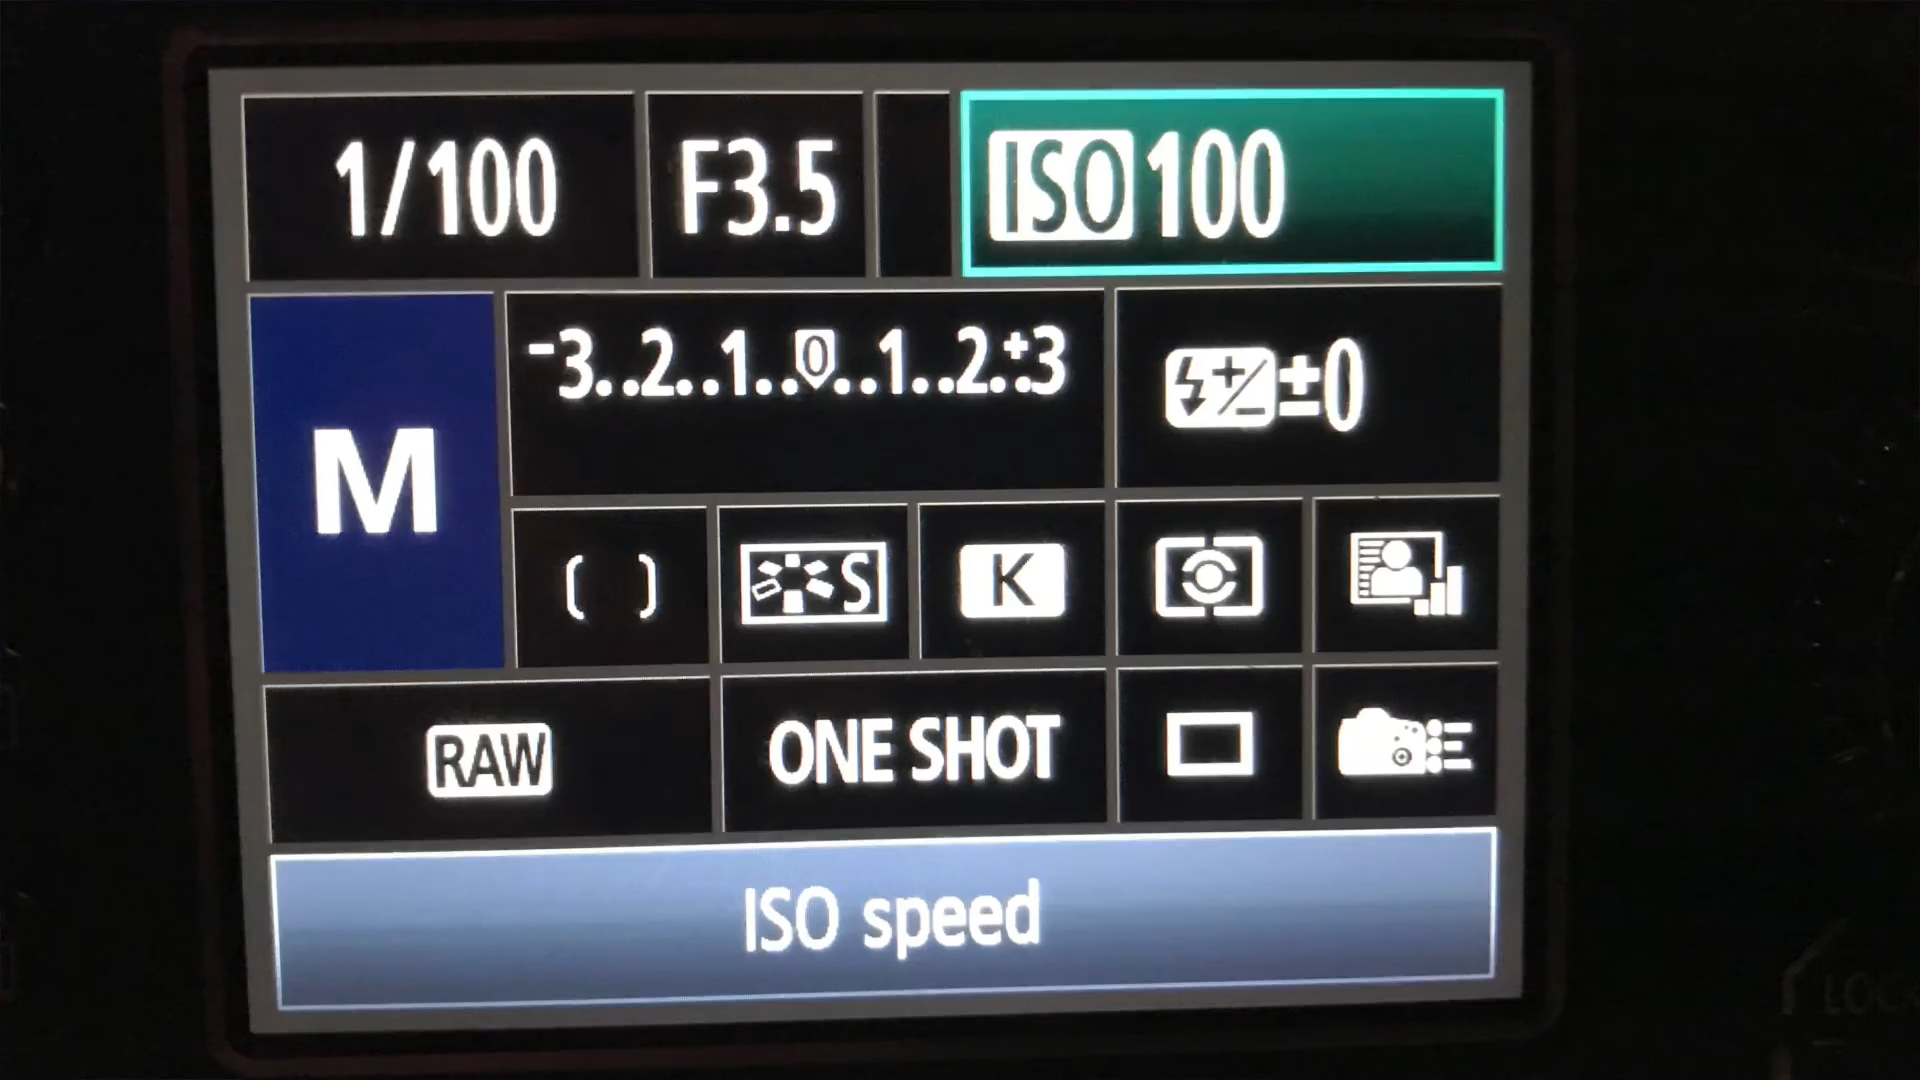 1/100 F3.5 ISO 100
-3..2..1..0..1..2.:+3 ±0
M
S K
RAW ONE SHOT
ISO speed
LOC